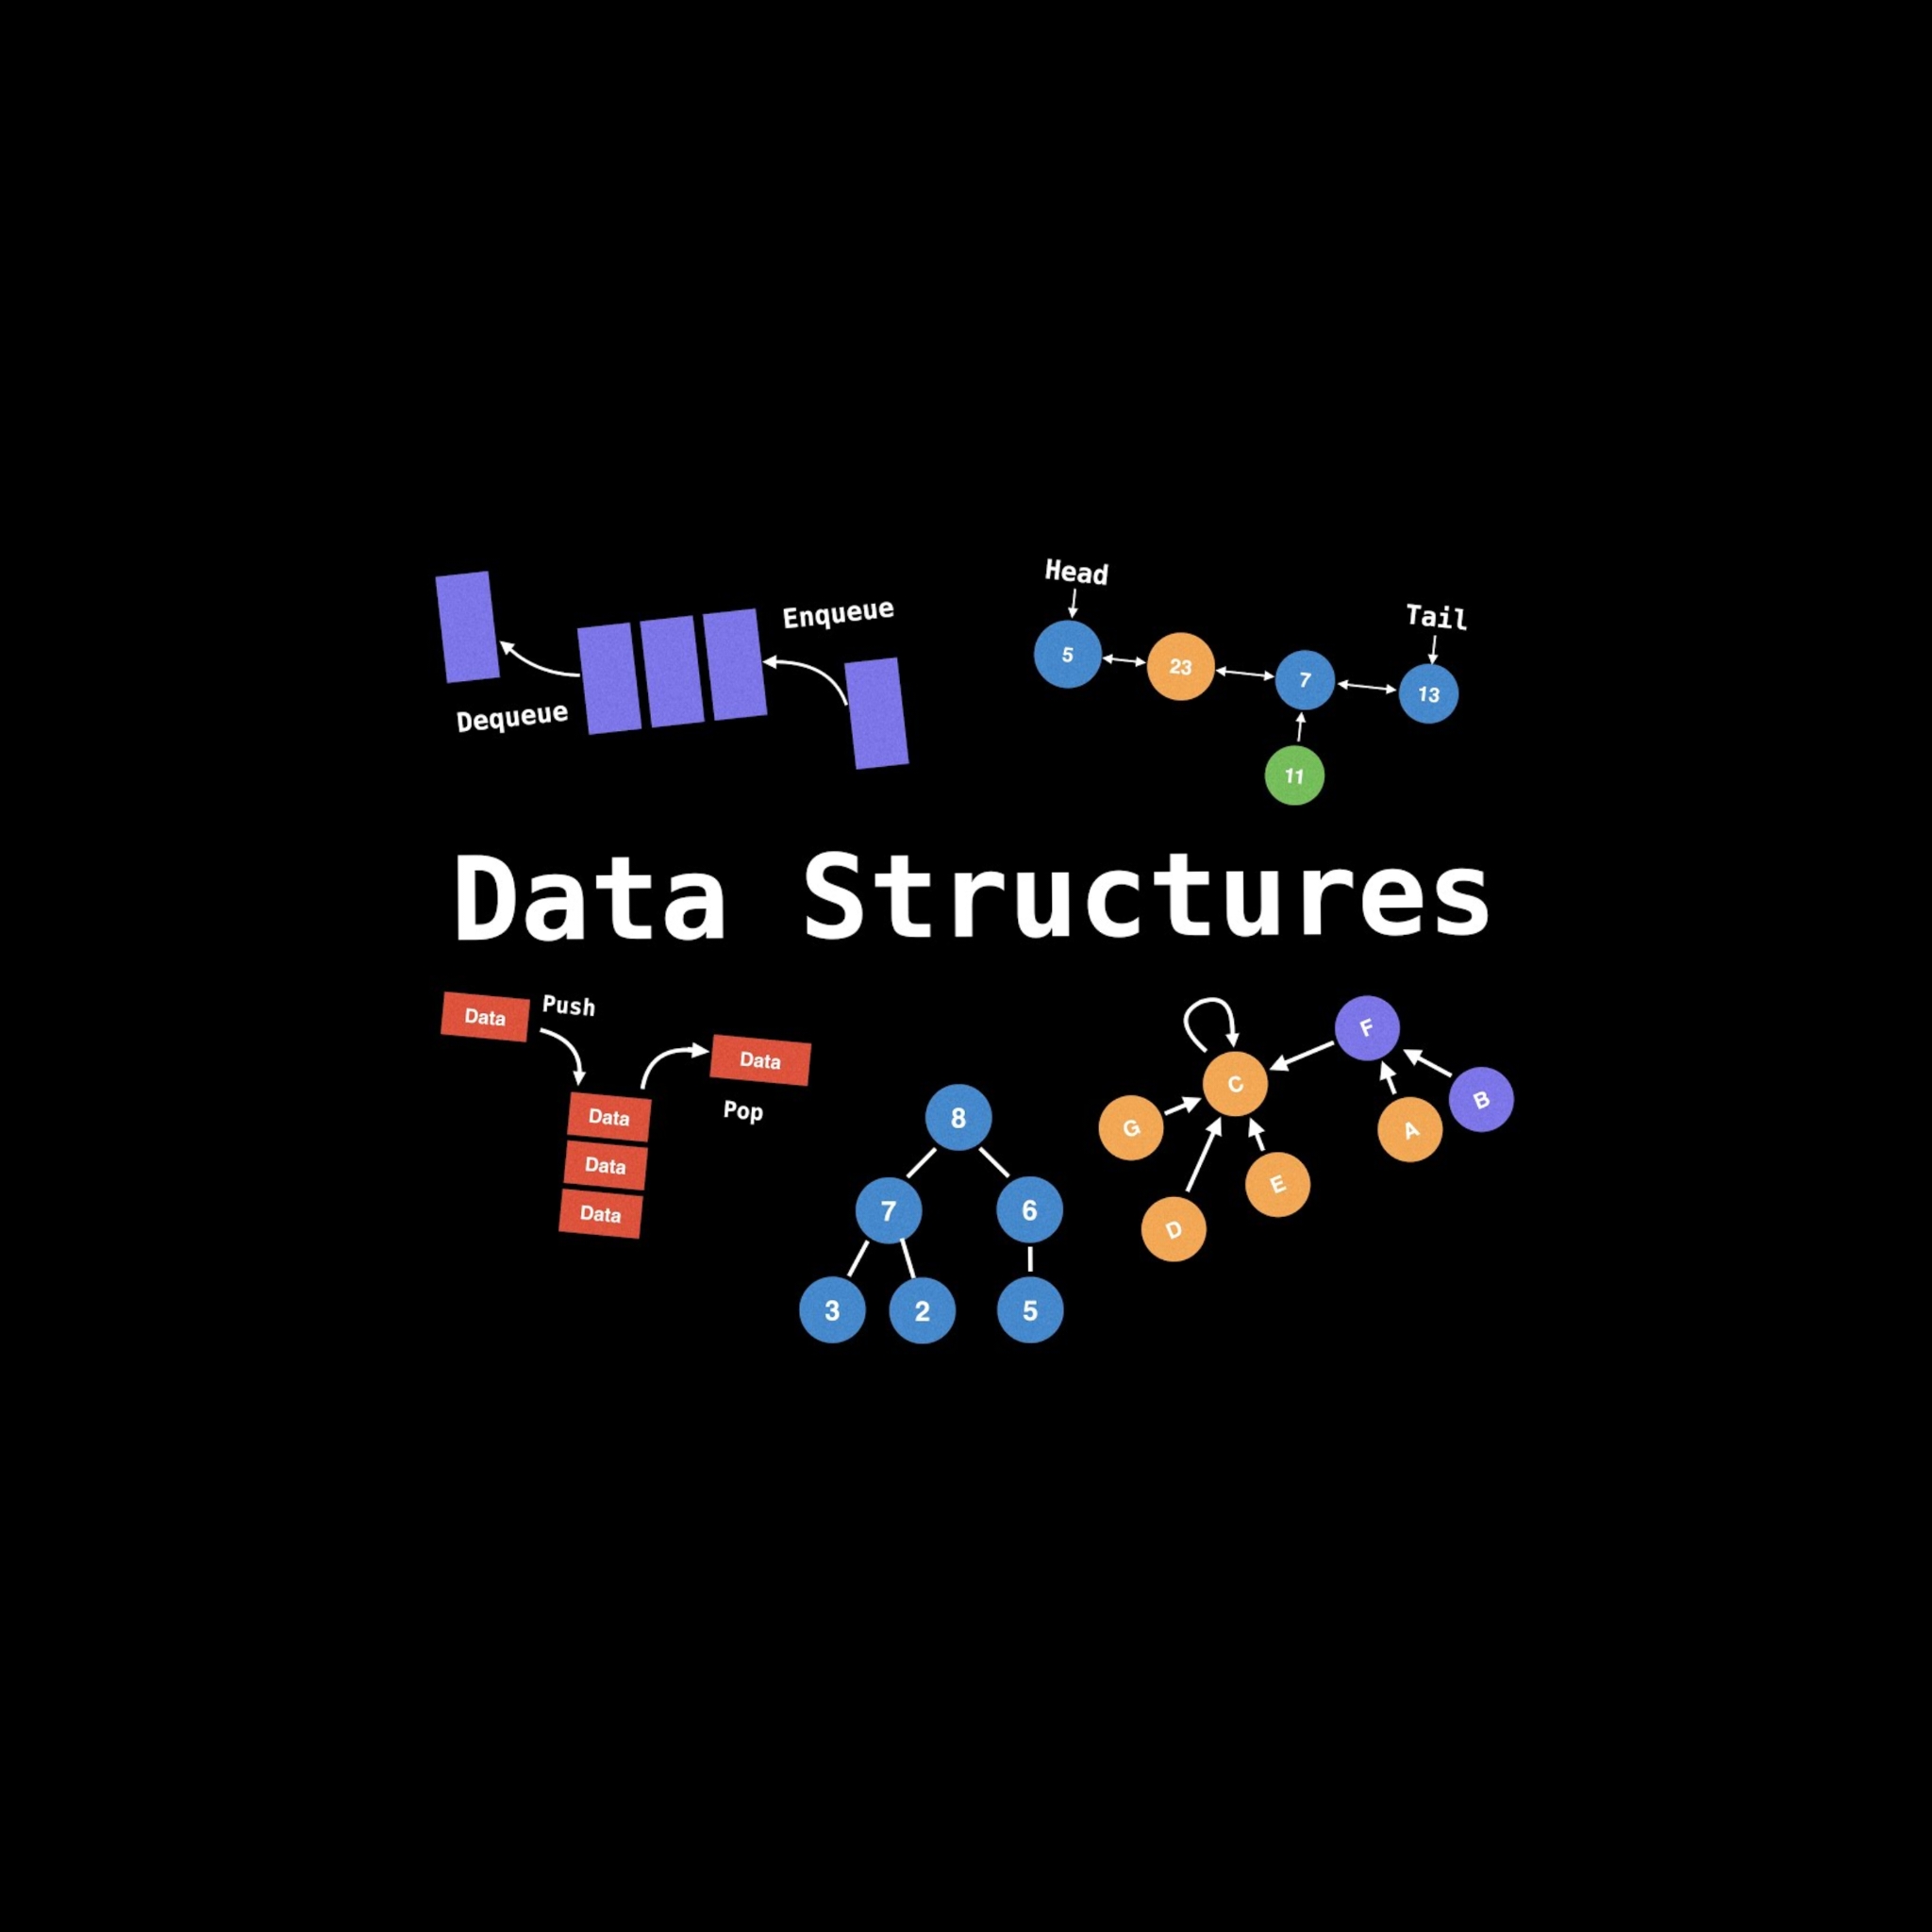 Head
Enqueue
Tail
5
23
7
13
Dequeue
11
Data Structures
Data
Push
Data
Pop
Data
Data
Data
8
7
6
3
2
5
F
C
B
G
A
E
D